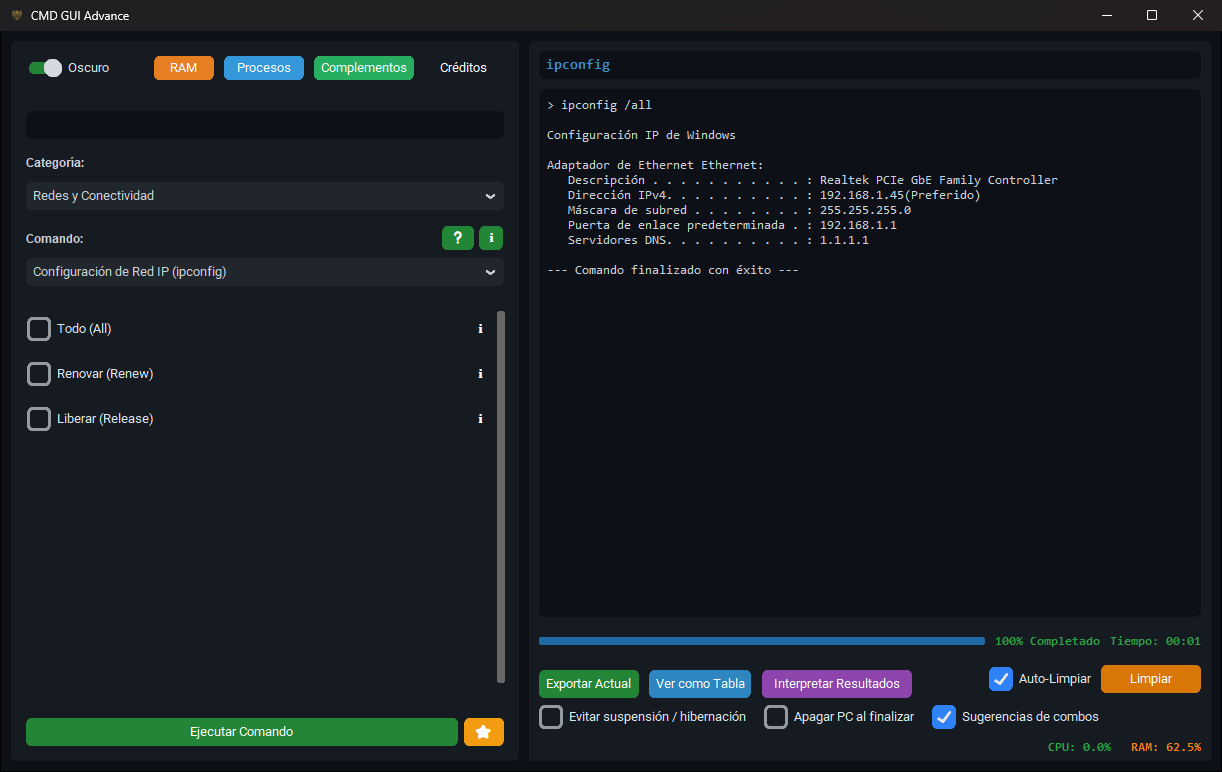 CMD GUI Advance
Oscuro
RAM
Procesos
Complementos
Créditos
Categoría:
Redes y Conectividad
Comando:
?
i
Configuración de Red IP (ipconfig)
Todo (All)
i
Renovar (Renew)
i
Liberar (Release)
i
Ejecutar Comando
ipconfig
> ipconfig /all
Configuración IP de Windows
Adaptador de Ethernet Ethernet:
Descripción . . . . . . . . . . . : Realtek PCIe GbE Family Controller
Dirección IPv4. . . . . . . . . . : 192.168.1.45(Preferido)
Máscara de subred . . . . . . . . : 255.255.255.0
Puerta de enlace predeterminada . : 192.168.1.1
Servidores DNS. . . . . . . . . . : 1.1.1.1
--- Comando finalizado con éxito ---
100% Completado Tiempo: 00:01
Exportar Actual
Ver como Tabla
Interpretar Resultados
Auto-Limpiar
Limpiar
Evitar suspensión / hibernación
Apagar PC al finalizar
Sugerencias de combos
CPU: 0.0% RAM: 62.5%